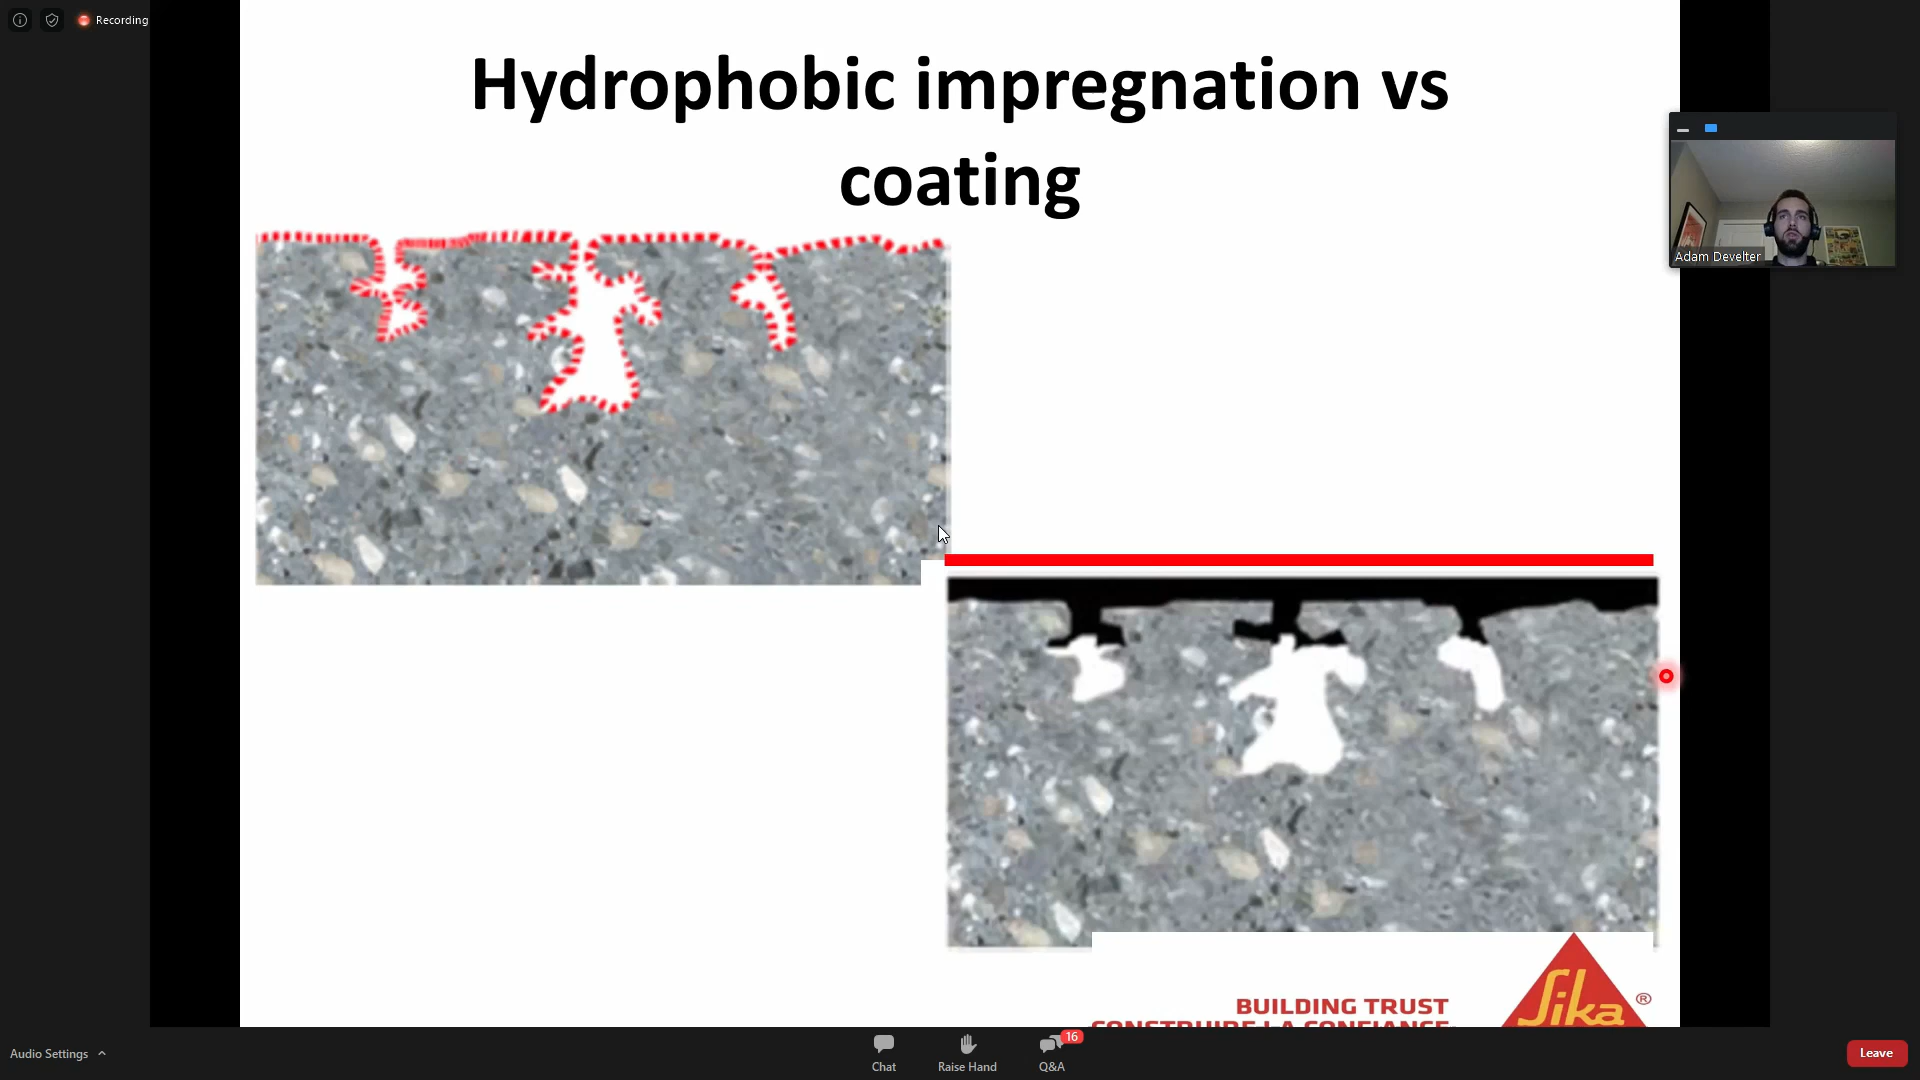 Recording
Hydrophobic impregnation vs
coating
Adam Develter
BUILDING TRUST
CONSTRUIRE LA CONFIANCE
Sika®
Audio Settings
Chat
Raise Hand
16
Q&A
Leave